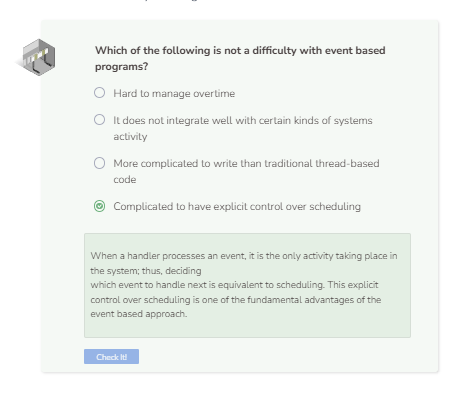 Which of the following is not a difficulty with event based
programs?
Hard to manage overtime
It does not integrate well with certain kinds of systems
activity
More complicated to write than traditional thread-based
code
Complicated to have explicit control over scheduling
When a handler processes an event, it is the only activity taking place in
the system; thus, deciding
which event to handle next is equivalent to scheduling. This explicit
control over scheduling is one of the fundamental advantages of the
event based approach.
Check It!